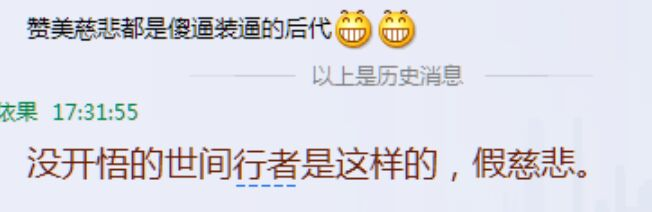 赞美慈悲都是傻逼装逼的后代😁😁
以上是历史消息
依果 17:31:55
没开悟的世间行者是这样的，假慈悲。